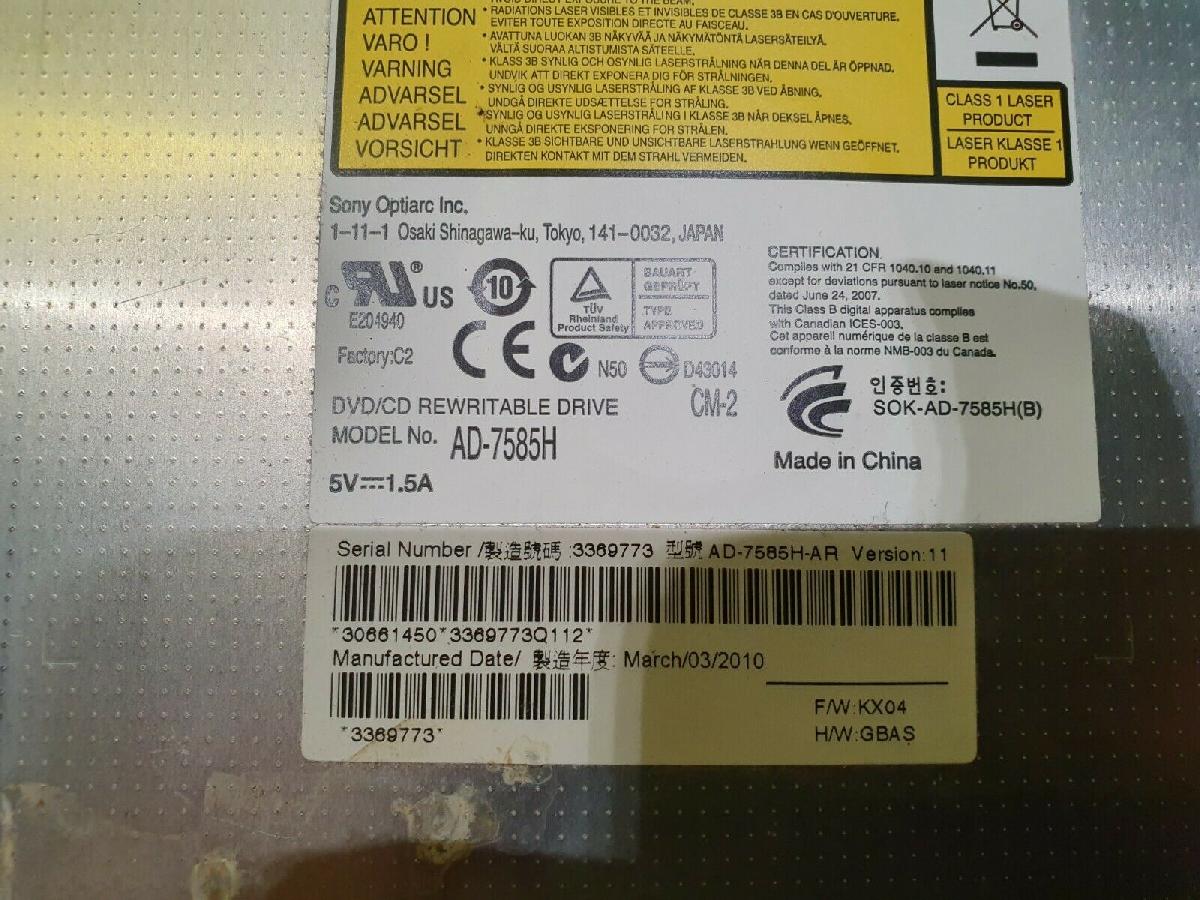 AVOID DIRECT EXPOSURE TO THE BEAM.
ATTENTION • RADIATIONS LASER VISIBLES ET INVISIBLES DE CLASSE 3B EN CAS D'OUVERTURE.
EVITER TOUTE EXPOSITION DIRECTE AU FAISCEAU.
VARO ! • AVATTUNA LUOKAN 3B NÄKYVÄÄ JA NÄKYMÄTÖNTÄ LASERSÄTEILYÄ.
VÄLTÄ SUORAA ALTISTUMISTA SÄTEELLE.
VARNING • KLASS 3B SYNLIG OCH OSYNLIG LASERSTRÅLNING NÄR DENNA DEL ÄR ÖPPNAD.
UNDVIK ATT DIREKT EXPONERA DIG FÖR STRÅLNINGEN.
ADVARSEL • SYNLIG OG USYNLIG LASERSTRÅLING AF KLASSE 3B VED ÅBNING.
UNDGÅ DIREKTE UDSÆTTELSE FOR STRÅLING.
ADVARSEL • SYNLIG OG USYNLIG LASERSTRÅLING I KLASSE 3B NÅR DEKSEL ÅPNES.
UNNGÅ DIREKTE EKSPONERING FOR STRÅLEN.
VORSICHT • KLASSE 3B SICHTBARE UND UNSICHTBARE LASERSTRAHLUNG WENN GEÖFFNET.
DIREKTEN KONTAKT MIT DEM STRAHL VERMEIDEN.
CLASS 1 LASER
PRODUCT
LASER KLASSE 1
PRODUKT
Sony Optiarc Inc.
1-11-1 Osaki Shinagawa-ku, Tokyo, 141-0032, JAPAN
C RU ® US
E204940
10
TÜV
Rheinland
Product Safety
BAUART
GEPRÜFT
TYPE
APPROVED
CERTIFICATION
Complies with 21 CFR 1040.10 and 1040.11
except for deviations pursuant to laser notice No.50,
dated June 24, 2007.
This Class B digital apparatus complies
with Canadian ICES-003.
Cet appareil numérique de la classe B est
conforme à la norme NMB-003 du Canada.
Factory:C2
CE
N50
D43014
CM-2
인증번호:
SOK-AD-7585H(B)
DVD/CD REWRITABLE DRIVE
MODEL No. AD-7585H
Made in China
5V⎓1.5A
Serial Number /製造號碼 :3369773 型號 AD-7585H-AR Version:11
*30661450*3369773Q112*
Manufactured Date/ 製造年度: March/03/2010
*3369773*
F/W:KX04
H/W:GBAS